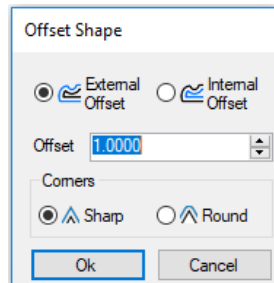 Offset Shape
External Offset Internal Offset
Offset 1.0000
Corners
Sharp Round
Ok Cancel